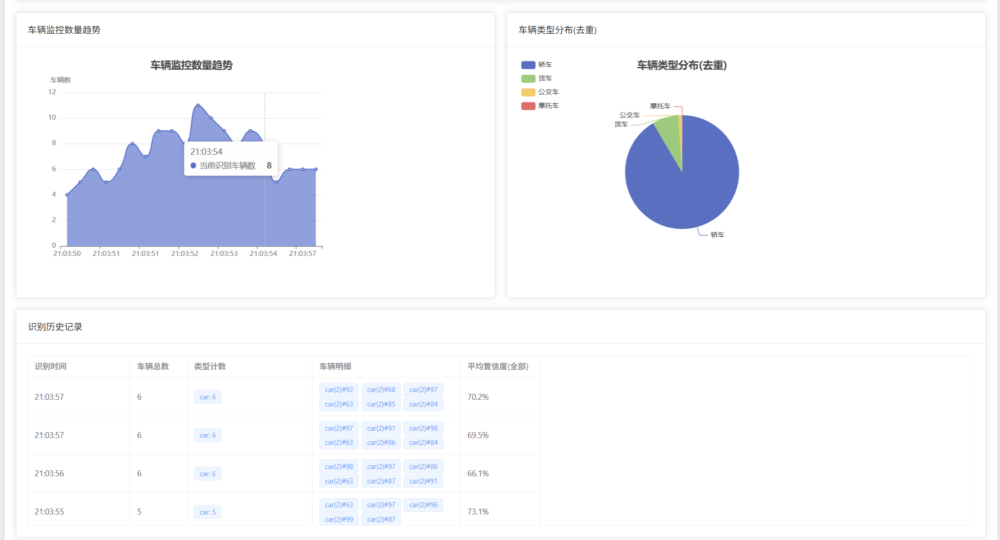 车辆监控数量趋势
车辆监控数量趋势
车辆数
12
10
8
6
4
2
0
21:03:54
当前识别车辆数 8
21:03:50 21:03:51 21:03:51 21:03:52 21:03:53 21:03:54 21:03:57
车辆类型分布(去重)
车辆类型分布(去重)
轿车
货车
公交车
摩托车
摩托车
公交车
货车
轿车
识别历史记录
识别时间 车辆总数 类型计数 车辆明细 平均置信度(全部)
21:03:57 6 car: 6 car(2)#92 car(2)#68 car(2)#97 70.2%
car(2)#63 car(2)#85 car(2)#84
21:03:57 6 car: 6 car(2)#97 car(2)#91 car(2)#98 69.5%
car(2)#63 car(2)#86 car(2)#84
21:03:56 6 car: 6 car(2)#98 car(2)#97 car(2)#86 66.1%
car(2)#63 car(2)#87 car(2)#91
21:03:55 5 car: 5 car(2)#63 car(2)#97 car(2)#96 73.1%
car(2)#99 car(2)#87